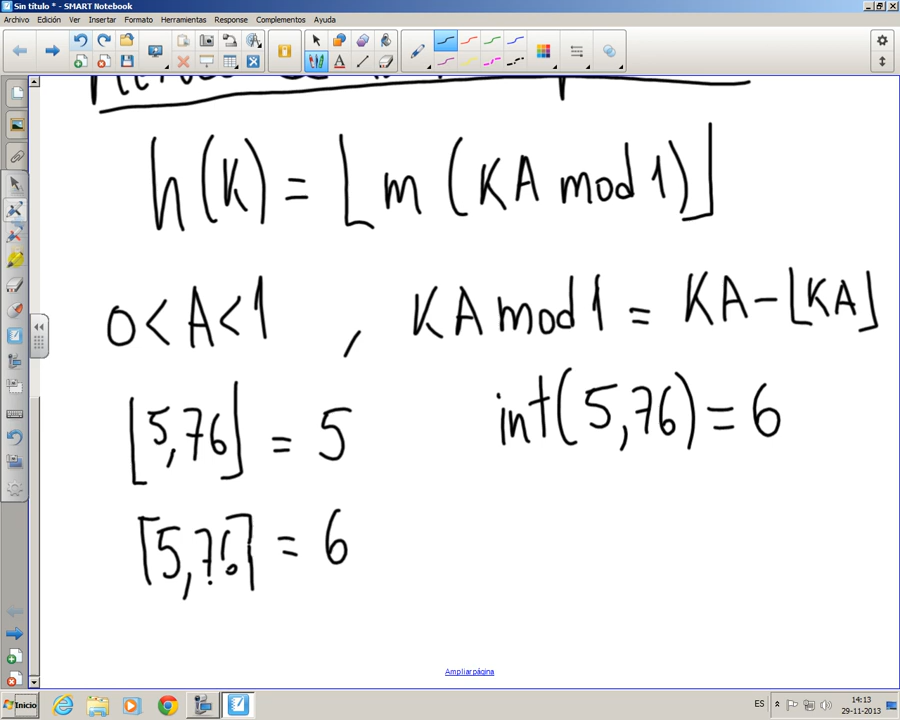 Sin título * - SMART Notebook
Archivo Edición Ver Insertar Formato Herramientas Response Complementos Ayuda
h(K) = ⌊m (KA mod 1)⌋
0 < A < 1 , KA mod 1 = KA – ⌊KA⌋
⌊5,76⌋ = 5 int(5,76) = 6
⌈5,76⌉ = 6
Ampliar página
Inicio ES 14:13
29-11-2013